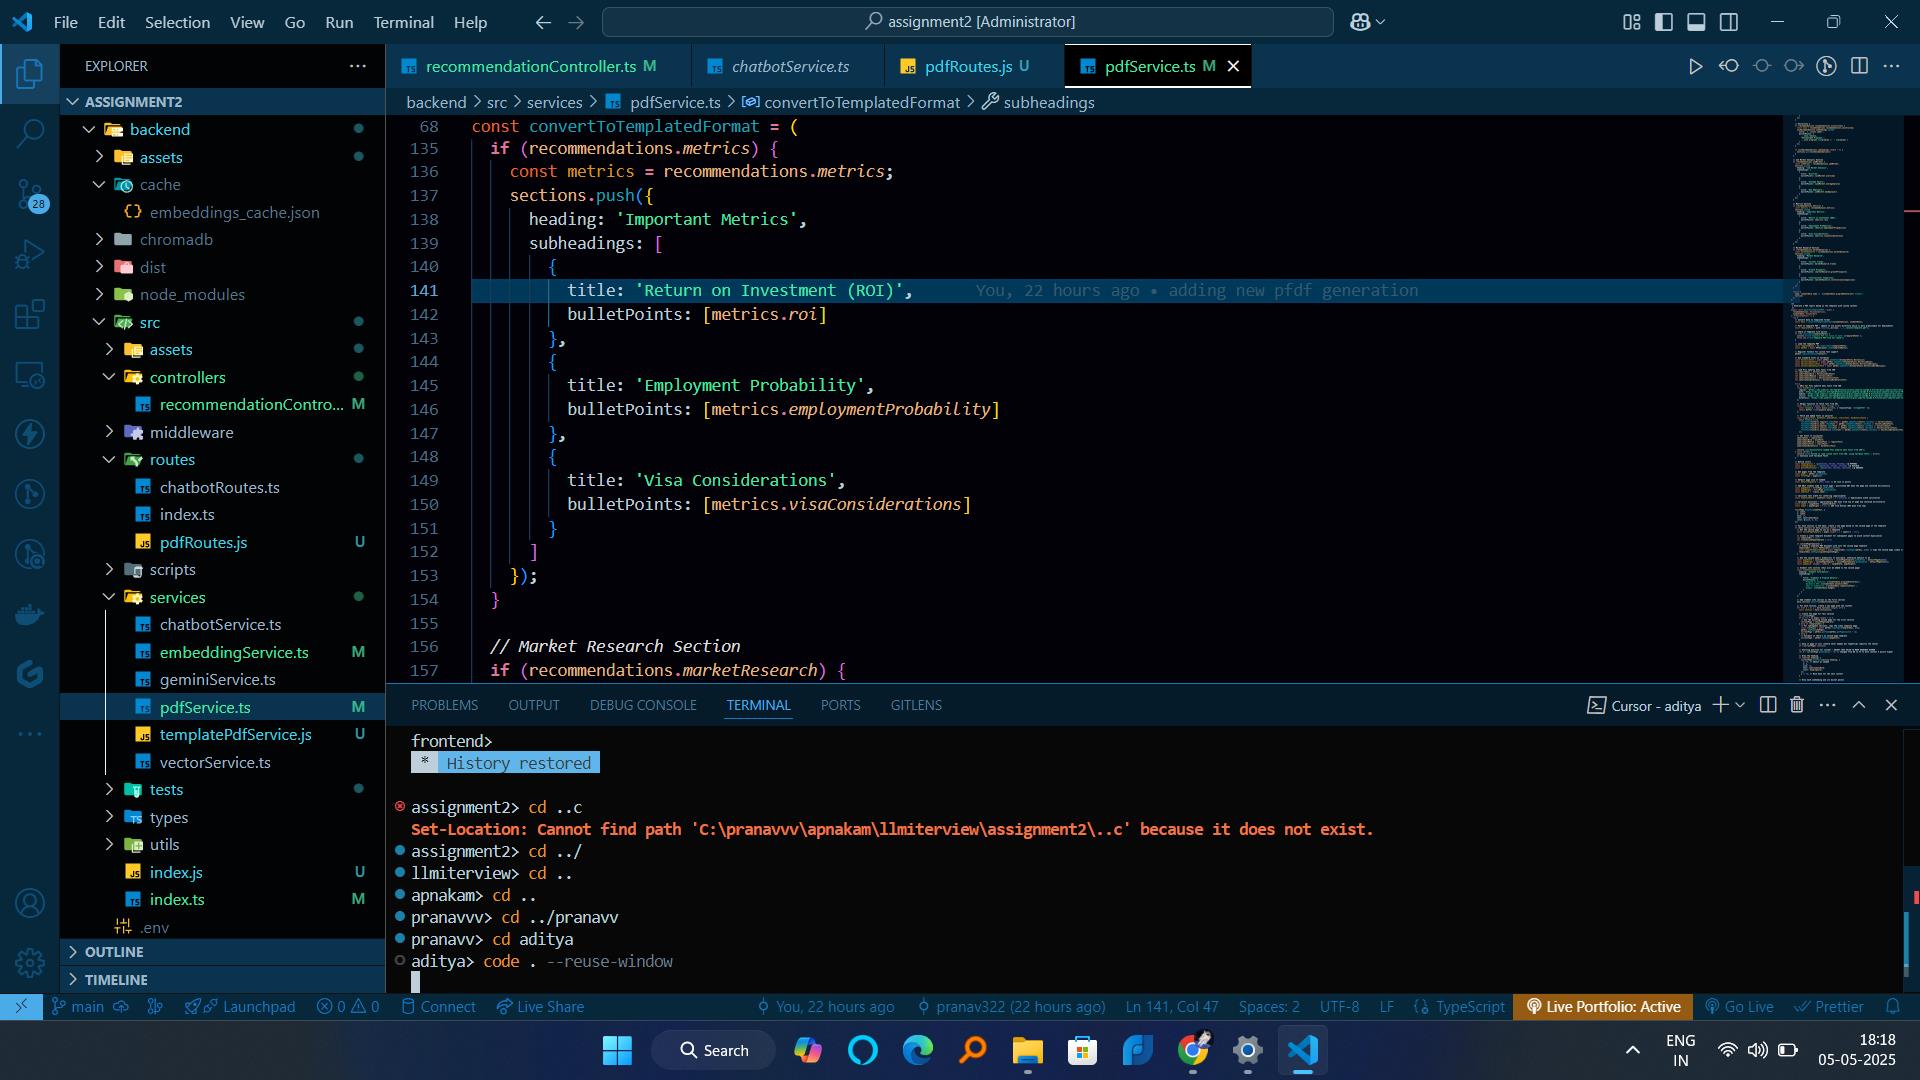 File Edit Selection View Go Run Terminal Help
assignment2 [Administrator]
EXPLORER
ASSIGNMENT2
backend
assets
cache
embeddings_cache.json
chromadb
dist
node_modules
src
assets
controllers
recommendationContro... M
middleware
routes
chatbotRoutes.ts
index.ts
pdfRoutes.js U
scripts
services
chatbotService.ts
embeddingService.ts M
geminiService.ts
pdfService.ts M
templatePdfService.js U
vectorService.ts
tests
types
utils
index.js U
index.ts M
.env
OUTLINE
TIMELINE
28
recommendationController.ts M
chatbotService.ts
pdfRoutes.js U
pdfService.ts M
backend > src > services > pdfService.ts > convertToTemplatedFormat > subheadings
68 const convertToTemplatedFormat = (
135 if (recommendations.metrics) {
136 const metrics = recommendations.metrics;
137 sections.push({
138 heading: 'Important Metrics',
139 subheadings: [
140 {
141 title: 'Return on Investment (ROI)', You, 22 hours ago • adding new pfdf generation
142 bulletPoints: [metrics.roi]
143 },
144 {
145 title: 'Employment Probability',
146 bulletPoints: [metrics.employmentProbability]
147 },
148 {
149 title: 'Visa Considerations',
150 bulletPoints: [metrics.visaConsiderations]
151 }
152 ]
153 });
154 }
155
156 // Market Research Section
157 if (recommendations.marketResearch) {
PROBLEMS OUTPUT DEBUG CONSOLE TERMINAL PORTS GITLENS
Cursor - aditya
frontend>
* History restored
assignment2> cd ..c
Set-Location: Cannot find path 'C:\pranavvv\apnakam\llmiterview\assignment2\..c' because it does not exist.
assignment2> cd ../
llmiterview> cd ..
apnakam> cd ..
pranavvv> cd ../pranavv
pranavv> cd aditya
aditya> code . --reuse-window
main Launchpad 0 0 Connect Live Share You, 22 hours ago pranav322 (22 hours ago) Ln 141, Col 47 Spaces: 2 UTF-8 LF {} TypeScript Live Portfolio: Active Go Live Prettier
Search
ENG
IN
18:18
05-05-2025